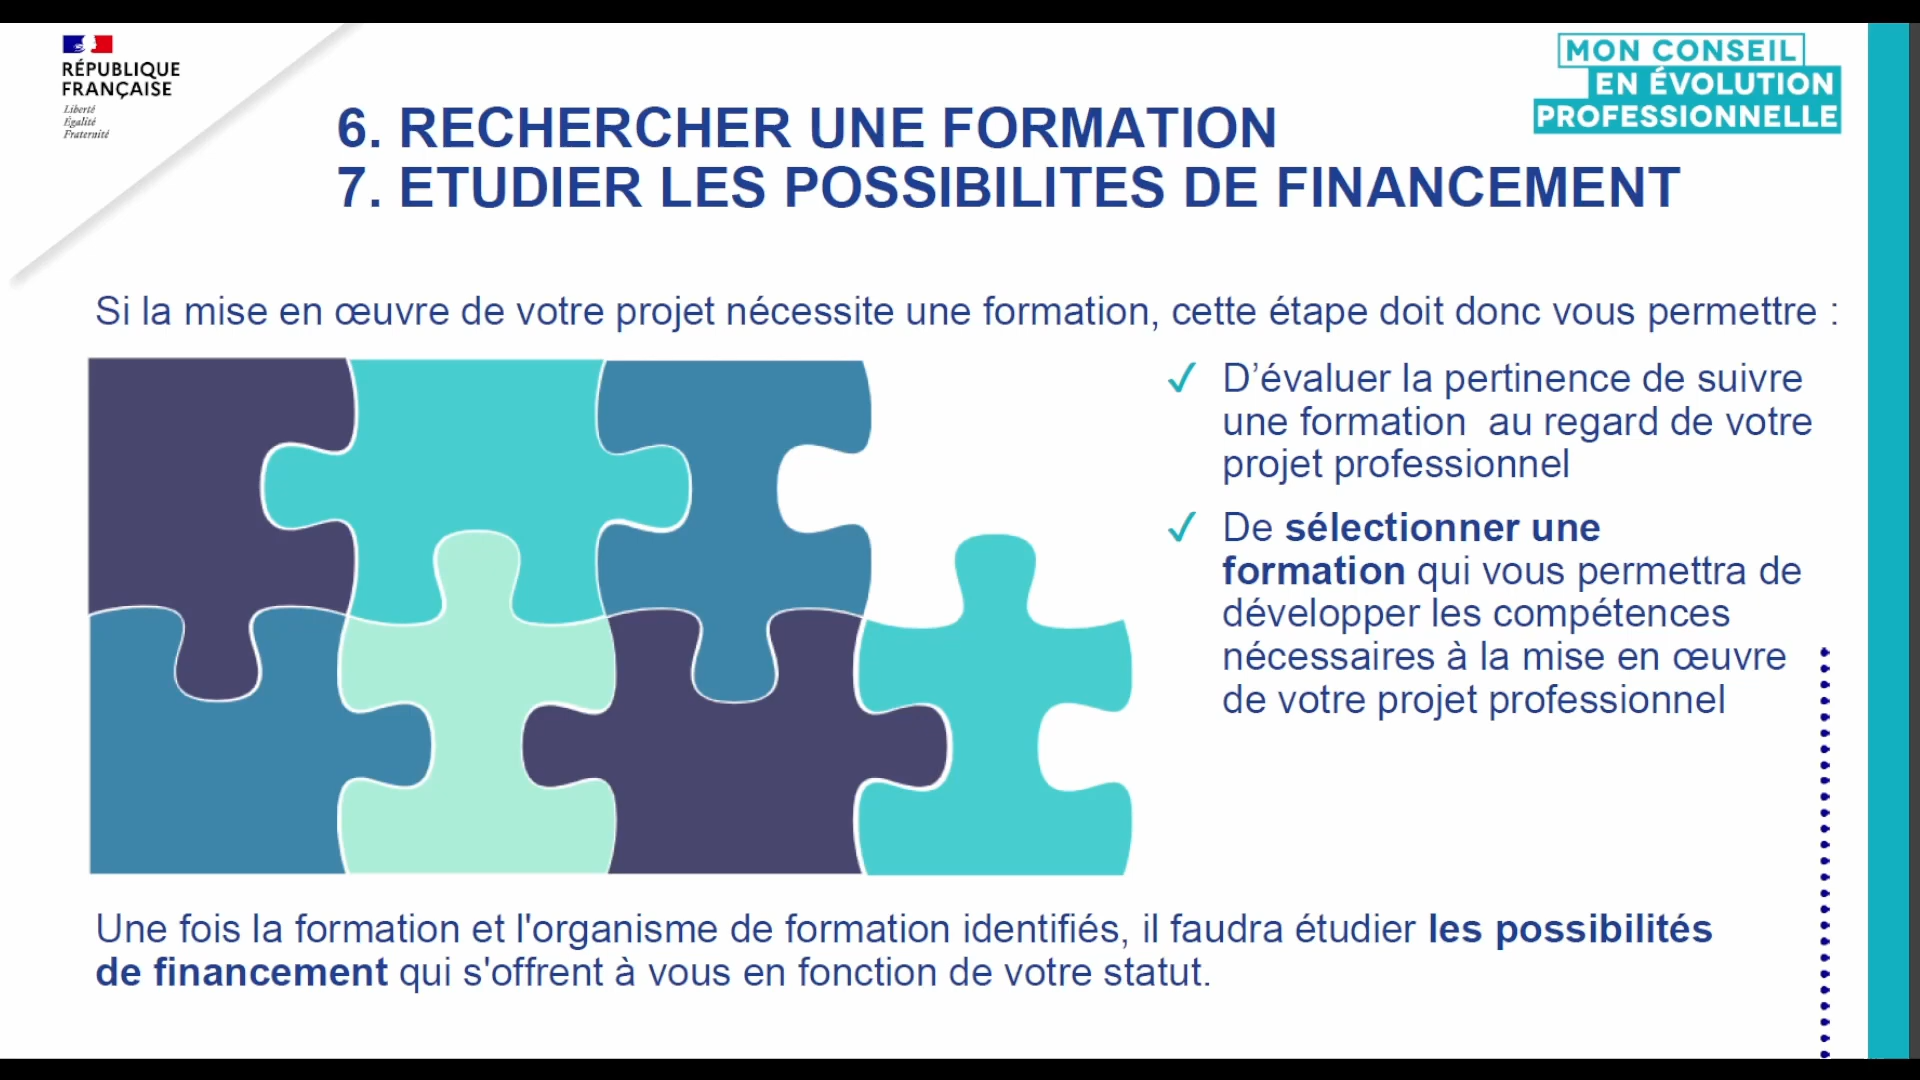 RÉPUBLIQUE
FRANÇAISE
Liberté
Égalité
Fraternité
MON CONSEIL
EN ÉVOLUTION
PROFESSIONNELLE
6. RECHERCHER UNE FORMATION
7. ETUDIER LES POSSIBILITES DE FINANCEMENT
Si la mise en œuvre de votre projet nécessite une formation, cette étape doit donc vous permettre :
✓ D’évaluer la pertinence de suivre
une formation au regard de votre
projet professionnel
✓ De sélectionner une
formation qui vous permettra de
développer les compétences
nécessaires à la mise en œuvre
de votre projet professionnel
Une fois la formation et l'organisme de formation identifiés, il faudra étudier les possibilités
de financement qui s'offrent à vous en fonction de votre statut.